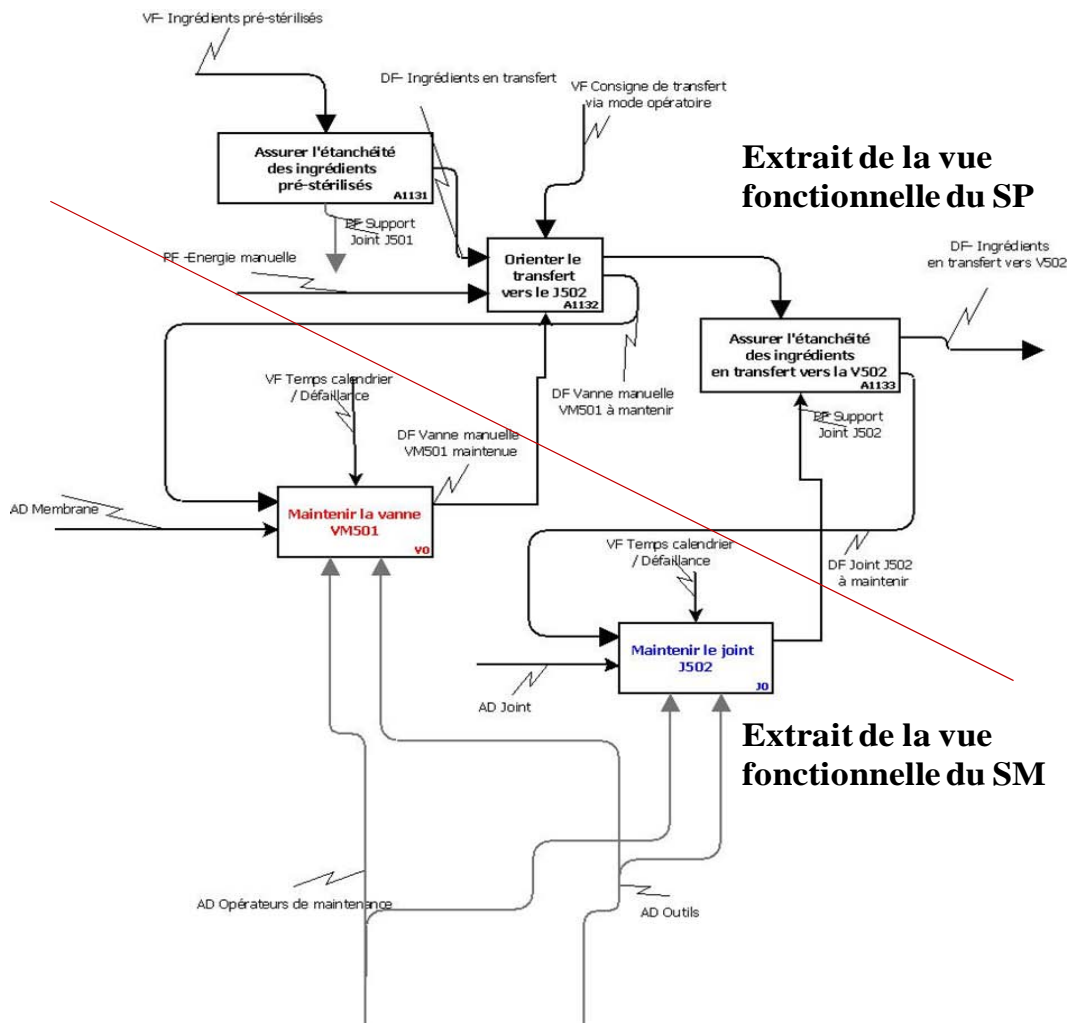 VF- Ingrédients pré-stérilisés
DF- Ingrédients en transfert
VF Consigne de transfert
via mode opératoire
Assurer l'étanchéité
des ingrédients
pré-stérilisés
A1131
Extrait de la vue
fonctionnelle du SP
PF Support
Joint J501
PF -Energie manuelle
Orienter le
transfert
vers le J502
A1132
DF- Ingrédients
en transfert vers V502
Assurer l'étanchéité
des ingrédients
en transfert vers la V502
A1133
VF Temps calendrier
/ Défaillance
DF Vanne manuelle
VM501 à mantenir
PF Support
Joint J502
DF Vanne manuelle
VM501 maintenue
AD Membrane
Maintenir la vanne
VM501
V0
VF Temps calendrier
/ Défaillance
DF Joint J502
à maintenir
Maintenir le joint
J502
J0
AD Joint
Extrait de la vue
fonctionnelle du SM
AD Opérateurs de maintenance
AD Outils